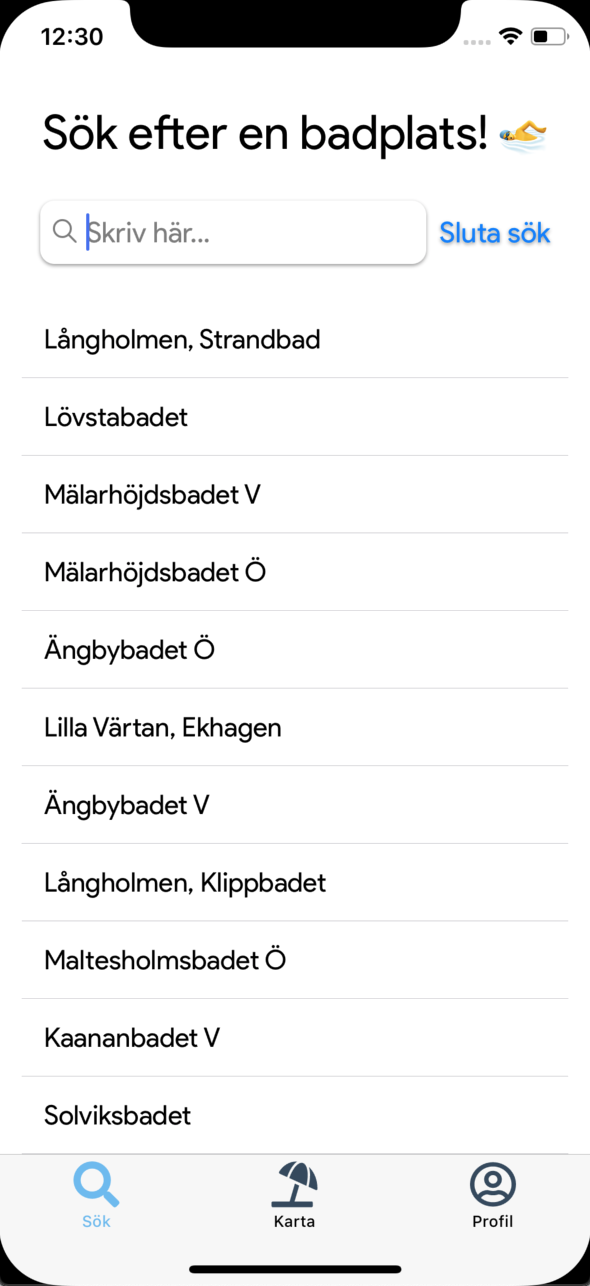 12:30
Sök efter en badplats! 🏊
Skriv här... Sluta sök
Långholmen, Strandbad
Lövstabadet
Mälarhöjdsbadet V
Mälarhöjdsbadet Ö
Ängbybadet Ö
Lilla Värtan, Ekhagen
Ängbybadet V
Långholmen, Klippbadet
Maltesholmsbadet Ö
Kaananbadet V
Solviksbadet
Sök Karta Profil